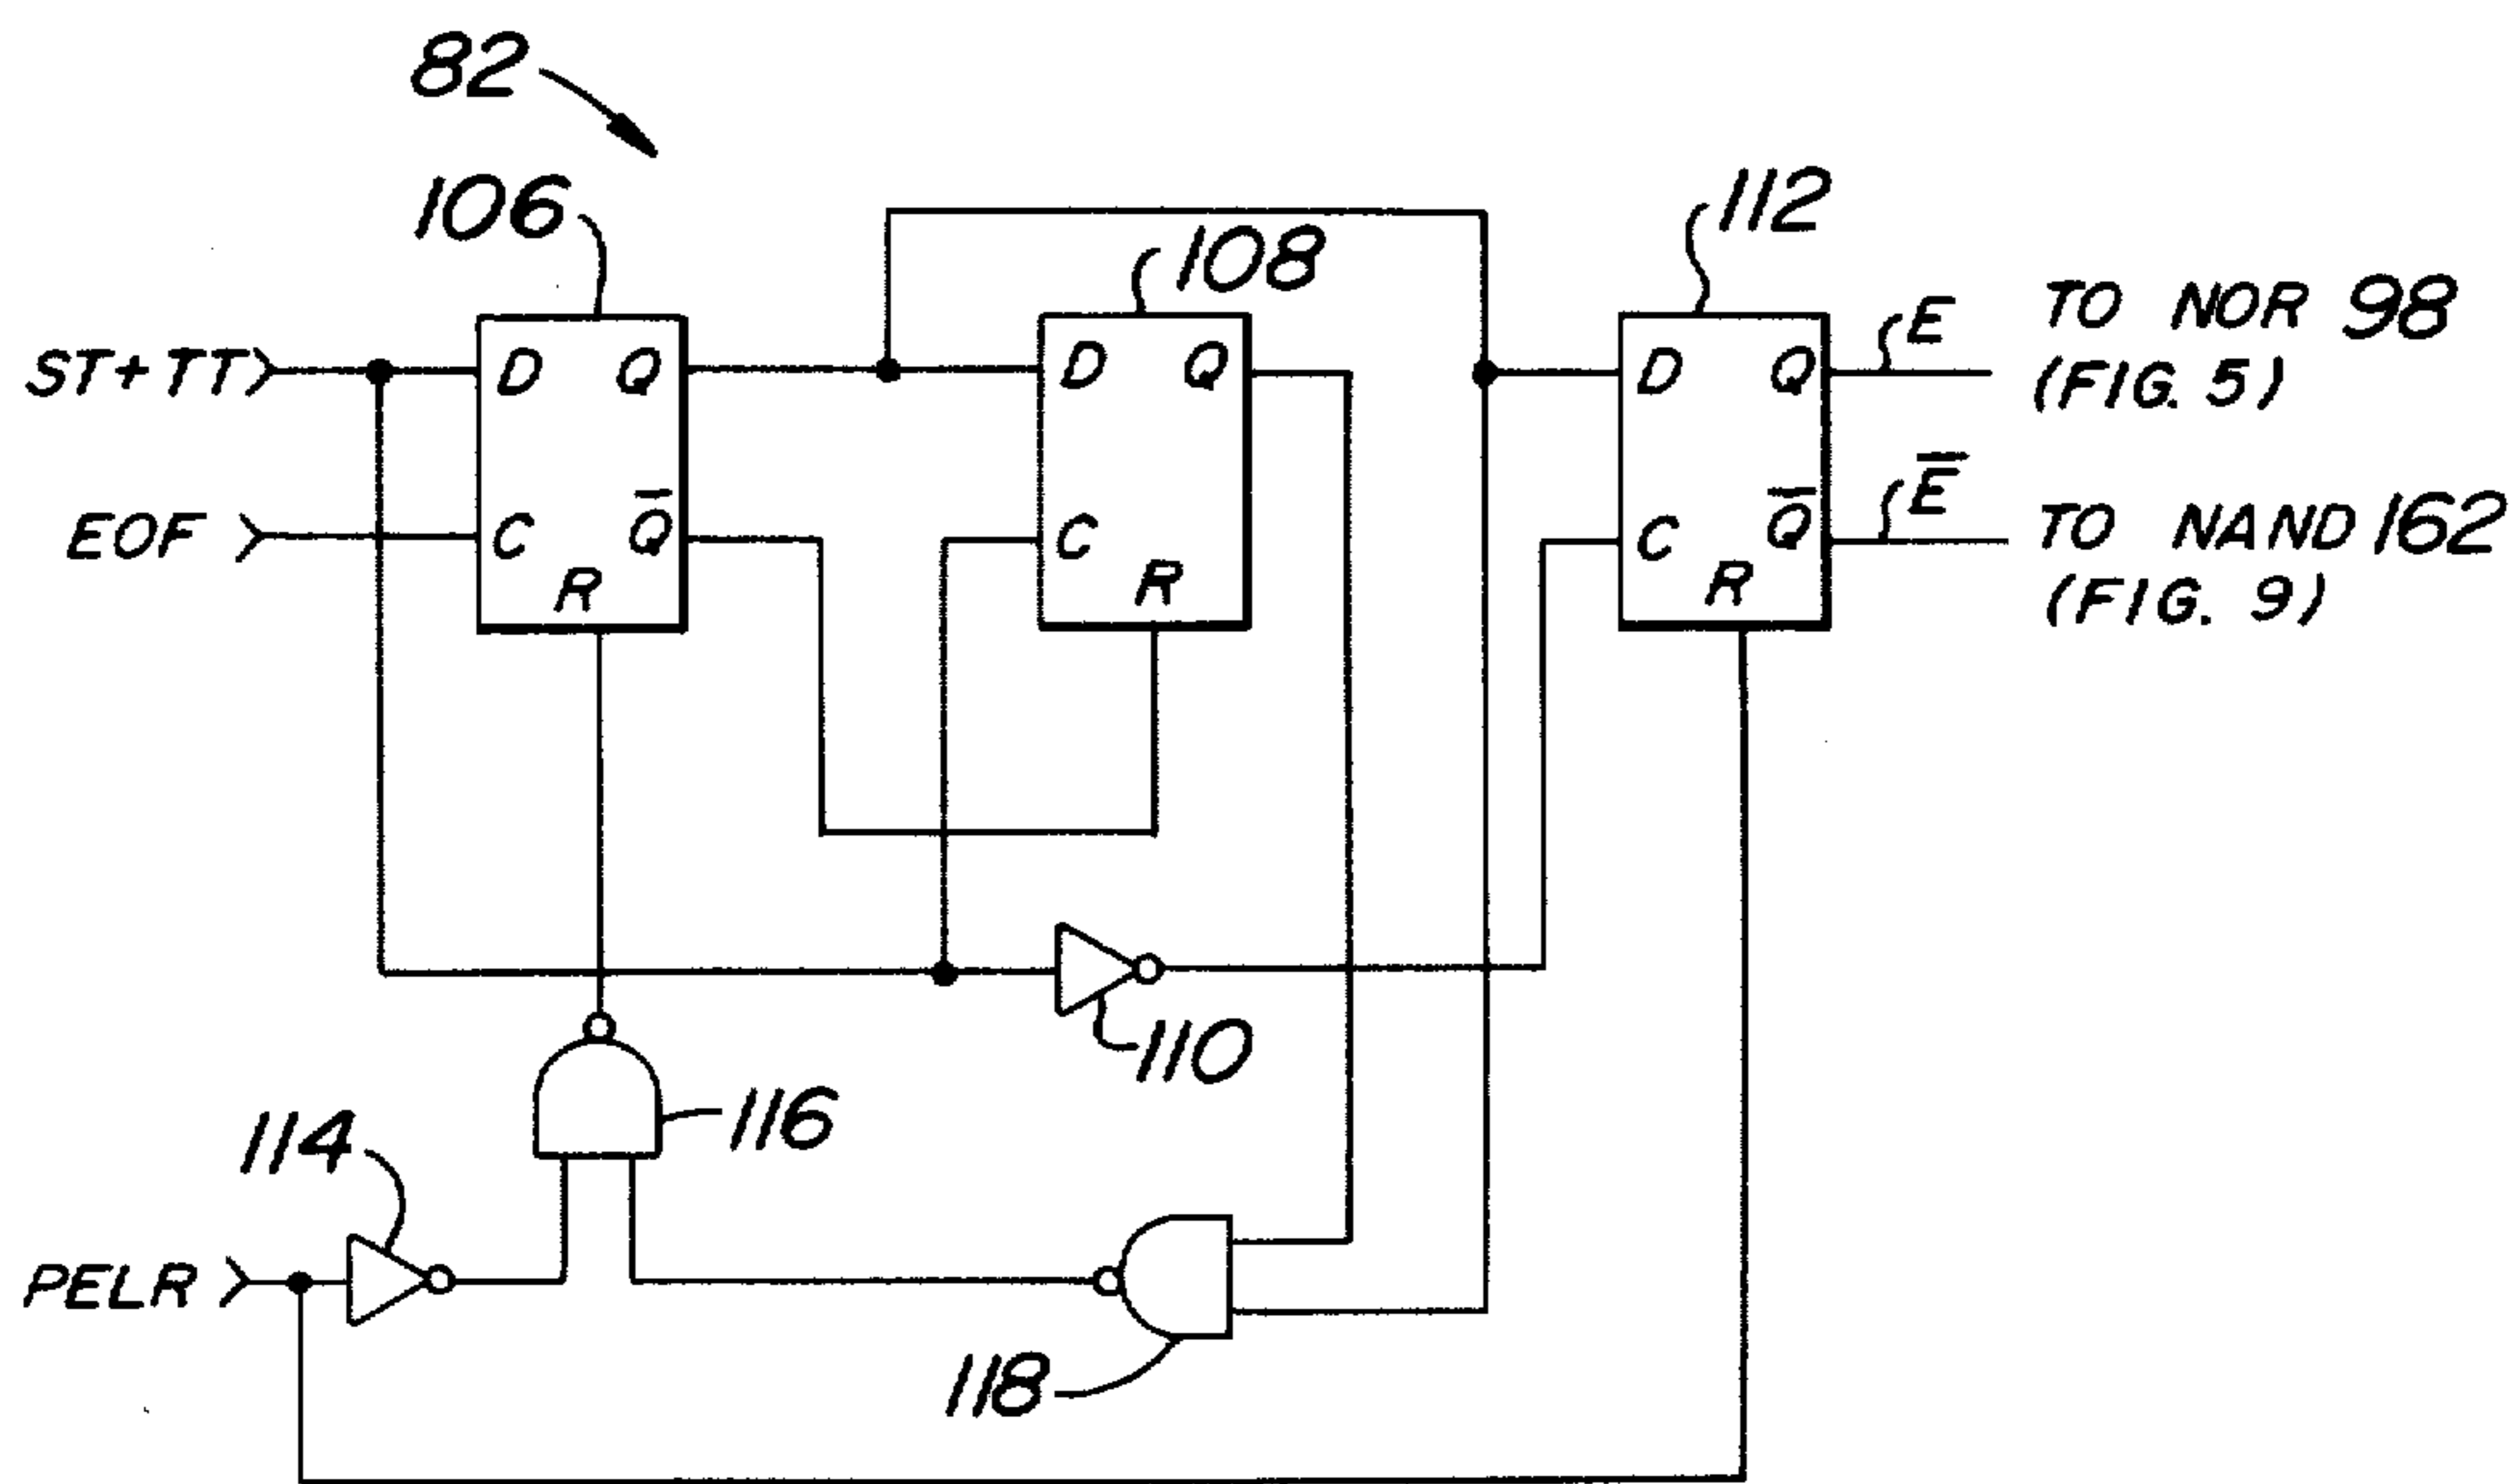 82
106
108
112
ST+TT
D Q
C Q̅
R
D Q
C
R
D Q
C Q̅
R
E
TO NOR 98
(FIG. 5)
E̅
TO NAND 162
(FIG. 9)
EOF
110
116
114
PELR
118